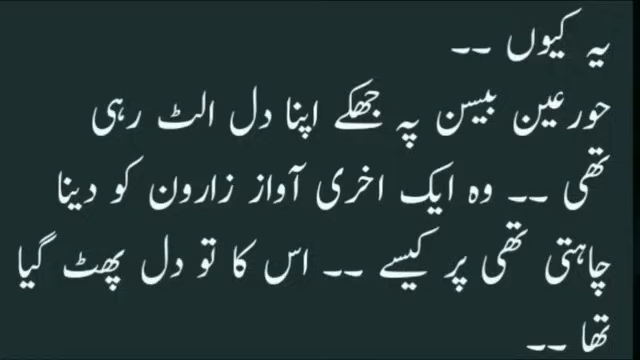 یہ کیوں ۔۔
حورعین بیسن پہ جھکے اپنا دل الٹ رہی
تھی ۔۔ وہ ایک اخری آواز زارون کو دینا
چاہتی تھی پر کیسے ۔۔ اس کا تو دل پھٹ گیا
تھا ۔۔